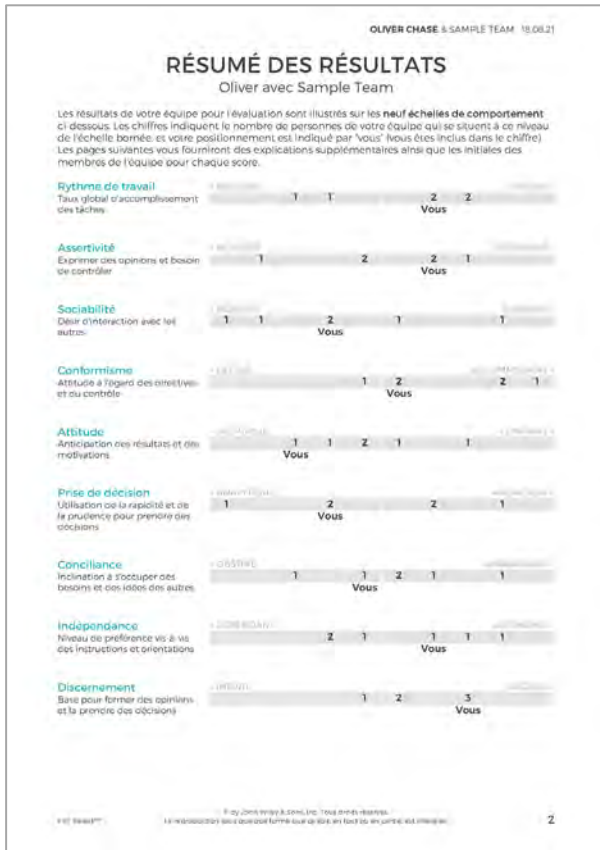 OLIVER CHASE & SAMPLE TEAM 18.08.21
RÉSUMÉ DES RÉSULTATS
Oliver avec Sample Team
Les résultats de votre équipe pour l'évaluation sont illustrés sur les neuf échelles de comportement
ci dessous. Les chiffres indiquent le nombre de personnes de votre équipe qui se situent à ce niveau
de l'échelle bornée, et votre positionnement est indiqué par "vous" (vous êtes inclus dans le chiffre)
Les pages suivantes vous fourniront des explications supplémentaires ainsi que les initiales des
membres de l'équipe pour chaque score.
Rythme de travail
Taux global d'accomplissement
des tâches
1 1 2 2
Vous
Assertivité
Exprimer des opinions et besoin
de contrôler
1 2 2 1
Vous
Sociabilité
Désir d'interaction avec les
autres
1 1 2 1 1
Vous
Conformisme
Attitude à l'égard des directives
et du contrôle
1 2 2 1
Vous
Attitude
Anticipation des résultats et des
motivations
1 1 2 1 1
Vous
Prise de décision
Utilisation de la rapidité et de
la prudence pour prendre des
décisions
1 2 2 1
Vous
Conciliance
Inclination à s'occuper des
besoins et des idées des autres
OBSTINÉ
1 1 2 1 1
Vous
Indépendance
Niveau de préférence vis à vis
des instructions et orientations
2 1 1 1 1
Vous
Discernement
Base pour former des opinions
et la prendre des décisions
1 2 3
Vous
© by John Wiley & Sons, Inc. Tous droits réservés.
2